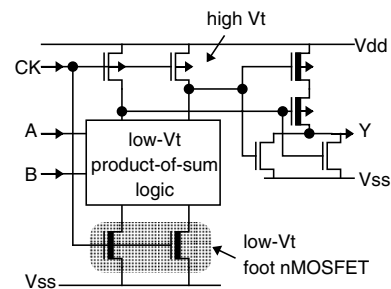 high Vt
Vdd
CK
A
low-Vt
product-of-sum
logic
Y
B
Vss
low-Vt
foot nMOSFET
Vss